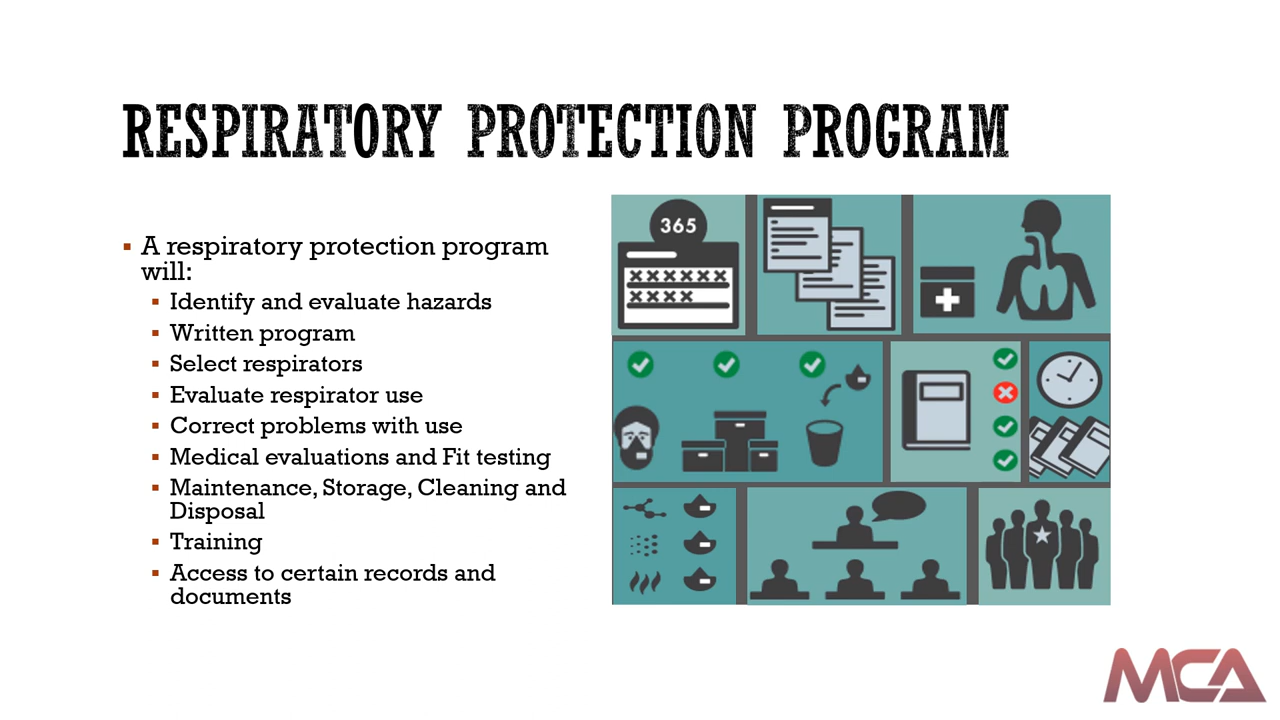 RESPIRATORY PROTECTION PROGRAM
A respiratory protection program
will:
Identify and evaluate hazards
Written program
Select respirators
Evaluate respirator use
Correct problems with use
Medical evaluations and Fit testing
Maintenance, Storage, Cleaning and
Disposal
Training
Access to certain records and
documents
365
MCA